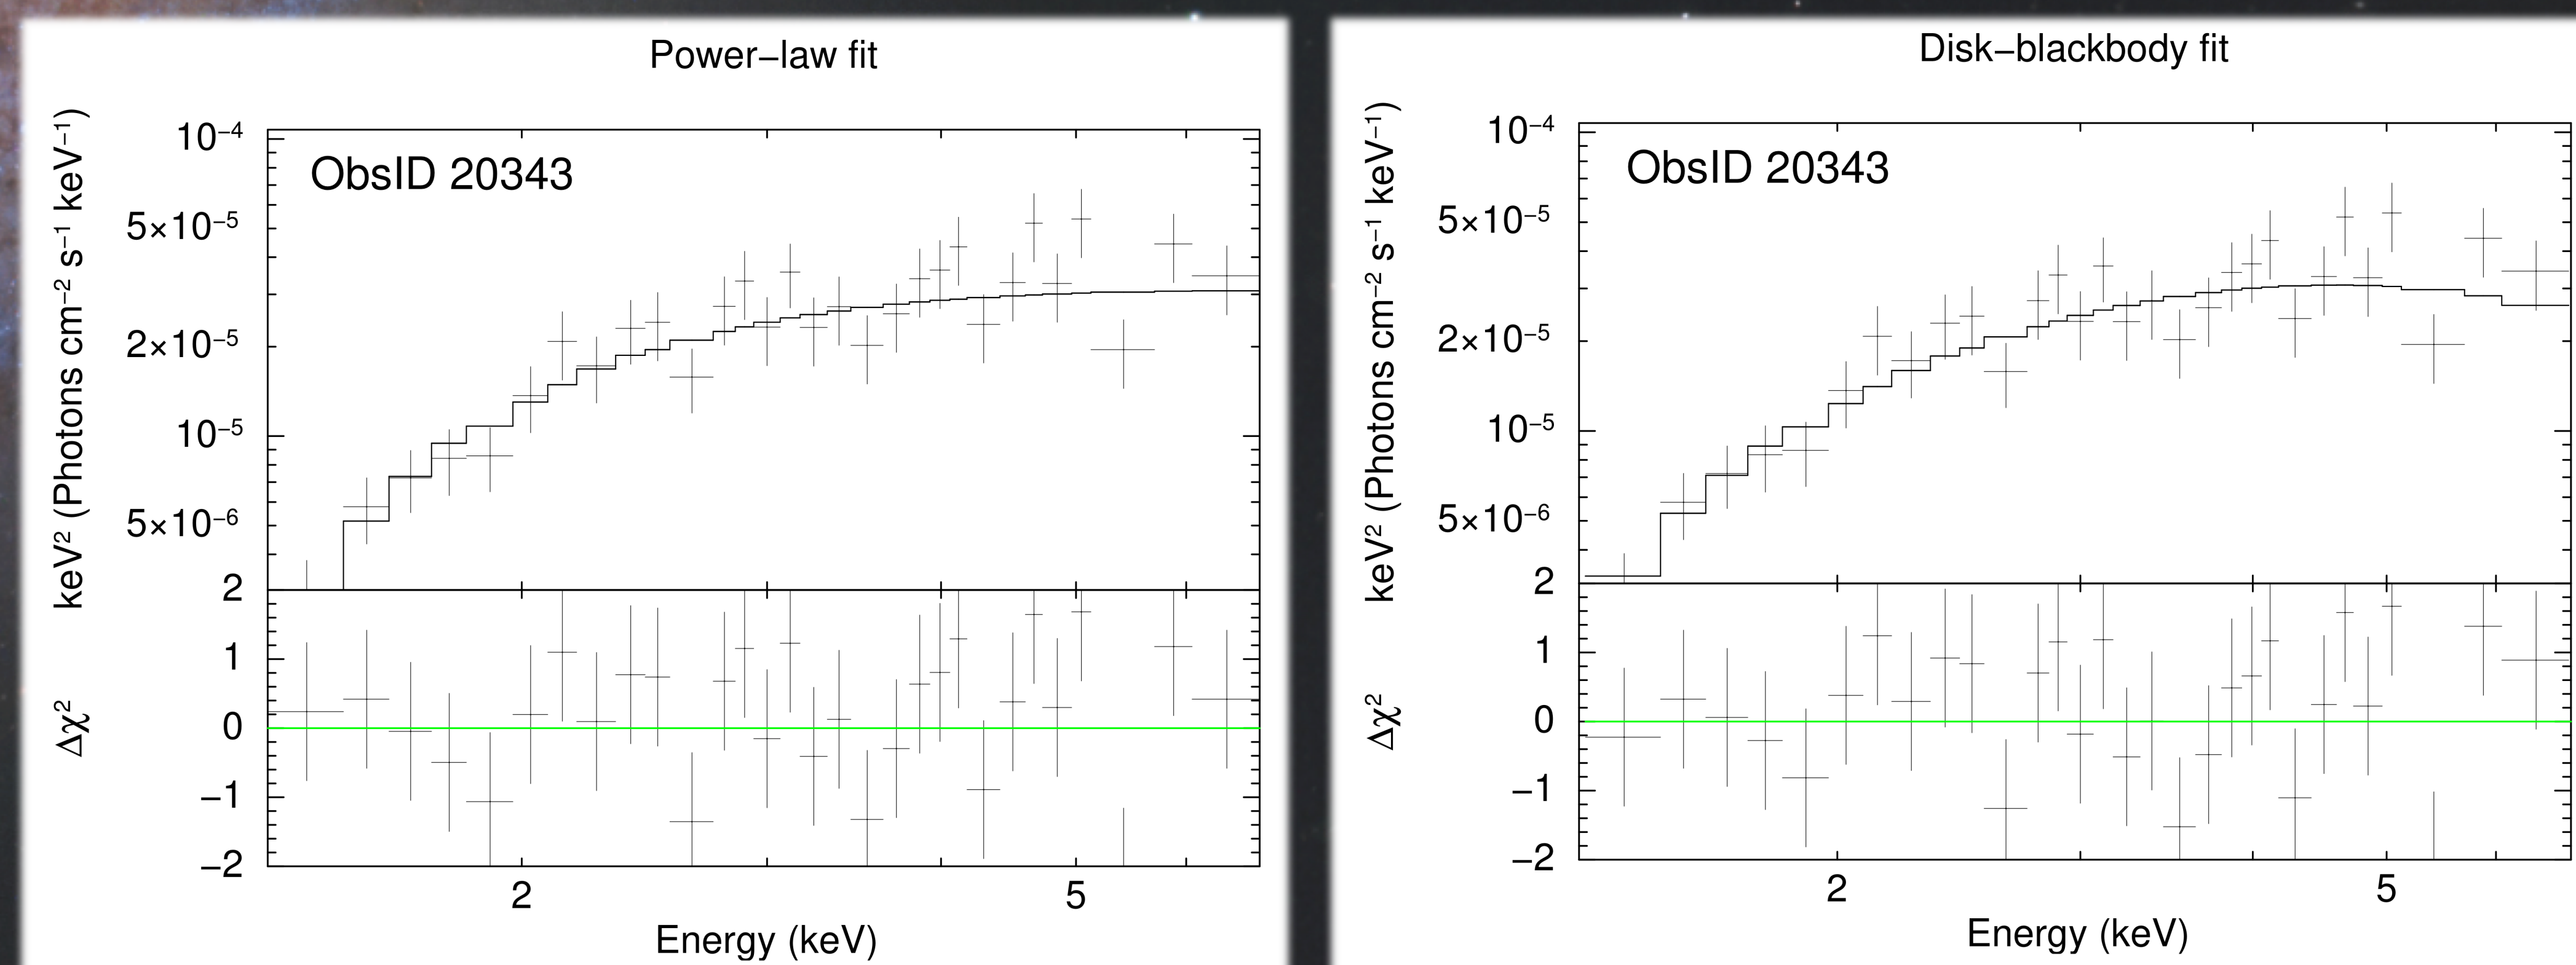 Power–law fit
10⁻⁴
5×10⁻⁵
2×10⁻⁵
10⁻⁵
5×10⁻⁶
keV² (Photons cm⁻² s⁻¹ keV⁻¹)
ObsID 20343
2
1
0
−1
−2
Δχ²
2
5
Energy (keV)
Disk–blackbody fit
10⁻⁴
5×10⁻⁵
2×10⁻⁵
10⁻⁵
5×10⁻⁶
keV² (Photons cm⁻² s⁻¹ keV⁻¹)
ObsID 20343
2
1
0
−1
−2
Δχ²
2
5
Energy (keV)